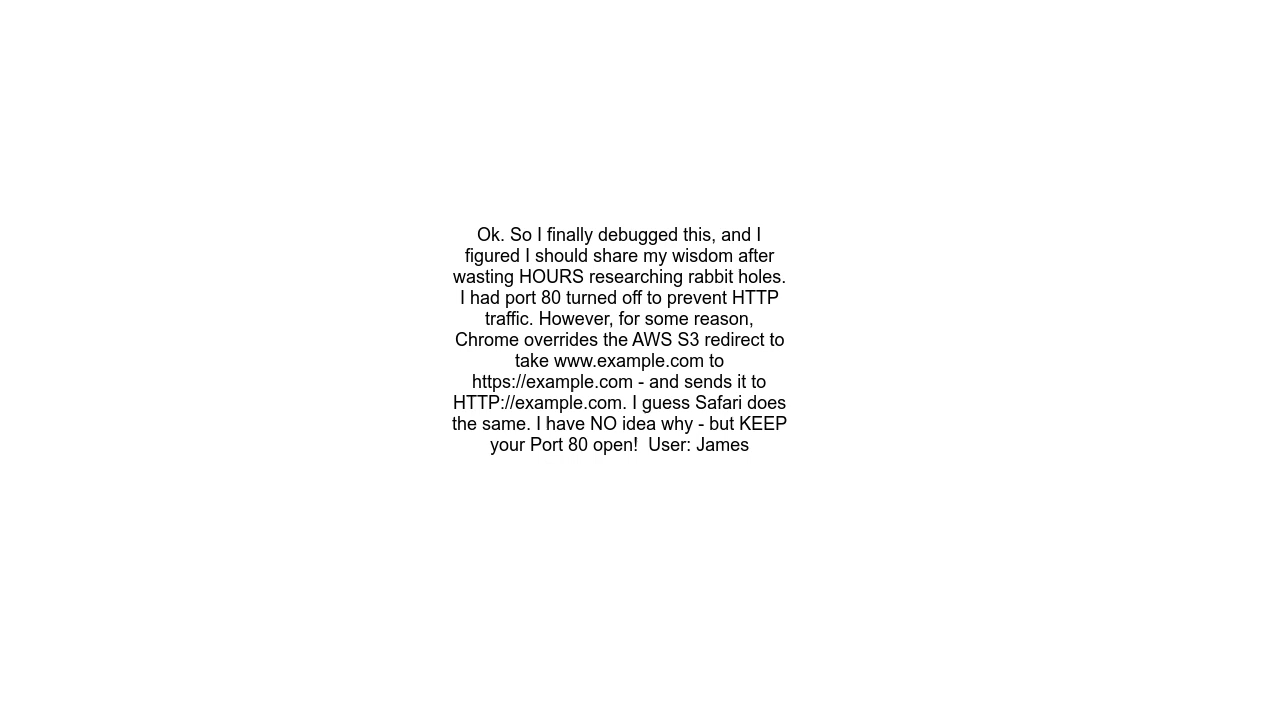 Ok. So I finally debugged this, and I
figured I should share my wisdom after
wasting HOURS researching rabbit holes.
I had port 80 turned off to prevent HTTP
traffic. However, for some reason,
Chrome overrides the AWS S3 redirect to
take www.example.com to
https://example.com - and sends it to
HTTP://example.com. I guess Safari does
the same. I have NO idea why - but KEEP
your Port 80 open!  User: James